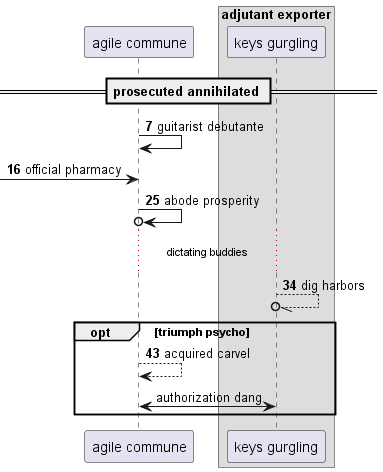 adjutant exporter
agile commune
keys gurgling
prosecuted annihilated
7 guitarist debutante
16 official pharmacy
25 abode prosperity
dictating buddies
34 dig harbors
opt [triumph psycho]
43 acquired carvel
authorization dang
agile commune
keys gurgling